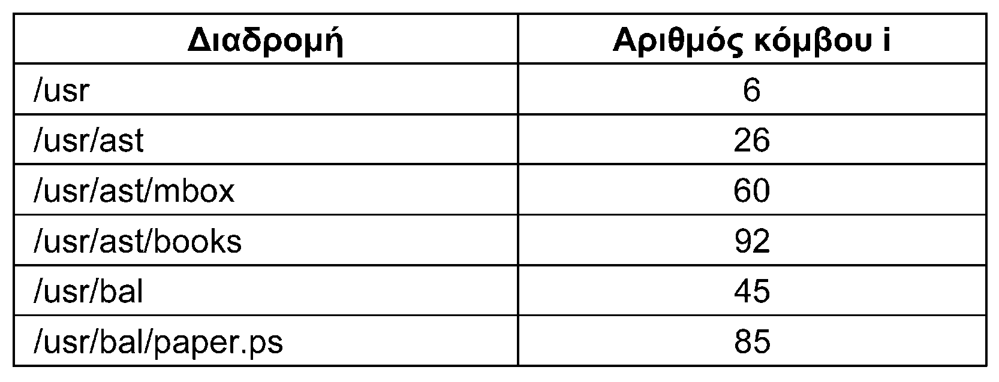 Διαδρομή Αριθμός κόμβου i
/usr 6
/usr/ast 26
/usr/ast/mbox 60
/usr/ast/books 92
/usr/bal 45
/usr/bal/paper.ps 85